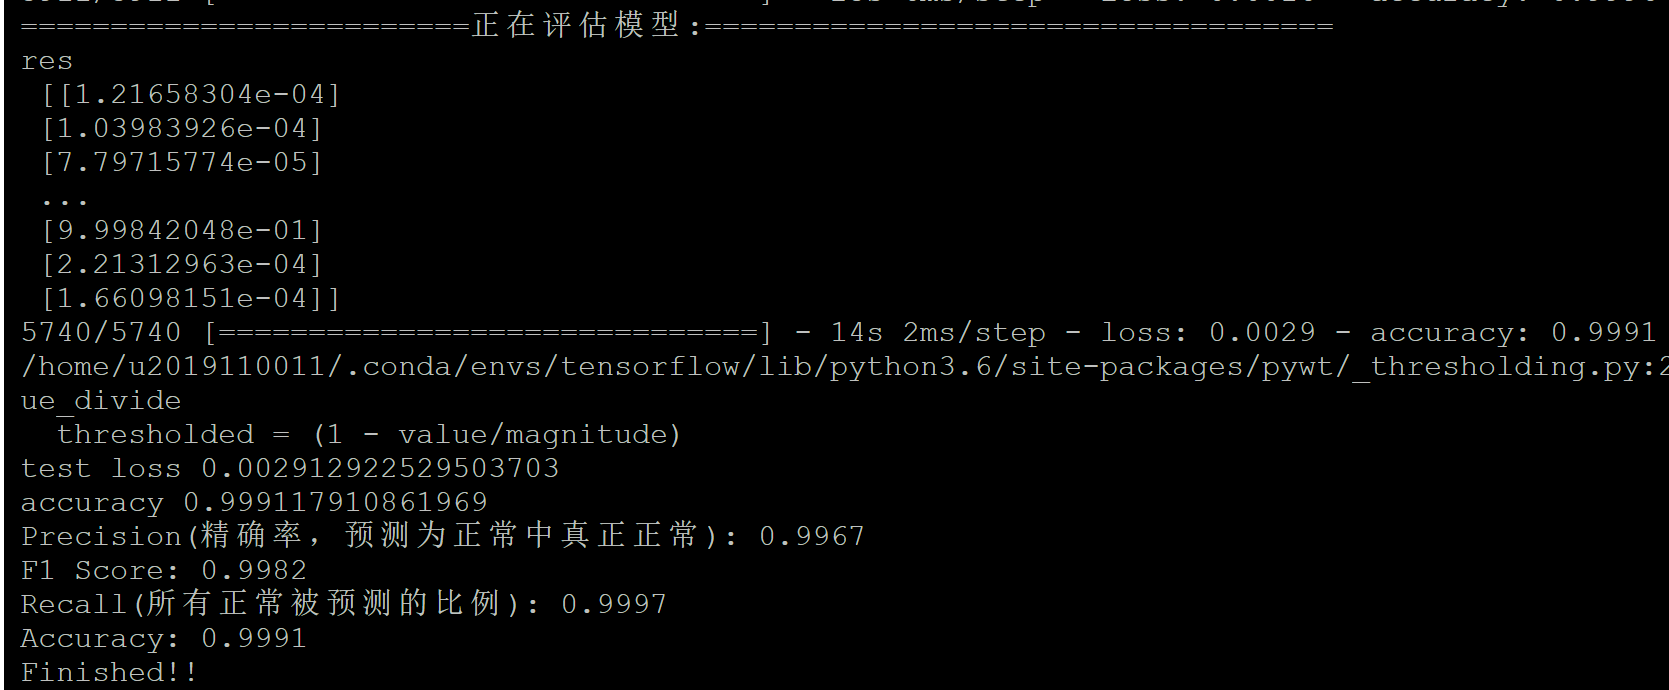 =========================正在评估模型:===================================
res
[[1.21658304e-04]
[1.03983926e-04]
[7.79715774e-05]
...
[9.99842048e-01]
[2.21312963e-04]
[1.66098151e-04]]
5740/5740 [==============================] - 14s 2ms/step - loss: 0.0029 - accuracy: 0.9991
/home/u2019110011/.conda/envs/tensorflow/lib/python3.6/site-packages/pywt/_thresholding.py:2
ue_divide
thresholded = (1 - value/magnitude)
test loss 0.002912922529503703
accuracy 0.999117910861969
Precision(精确率，预测为正常中真正正常): 0.9967
F1 Score: 0.9982
Recall(所有正常被预测的比例): 0.9997
Accuracy: 0.9991
Finished!!